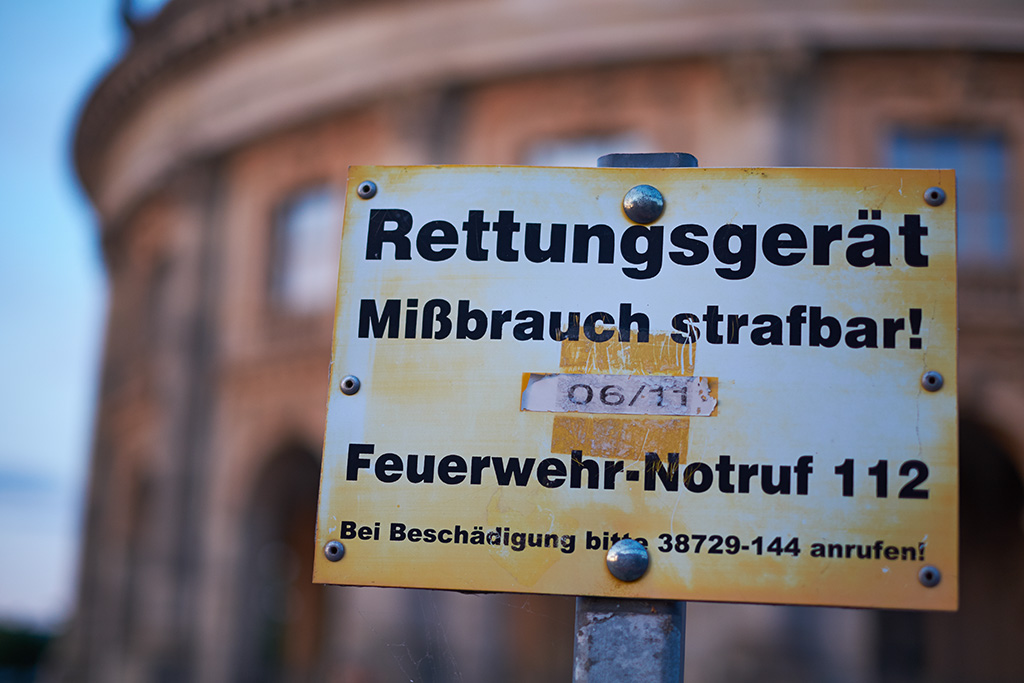 Rettungsgerät
Mißbrauch strafbar!
06/11
Feuerwehr-Notruf 112
Bei Beschädigung bitte 38729-144 anrufen!